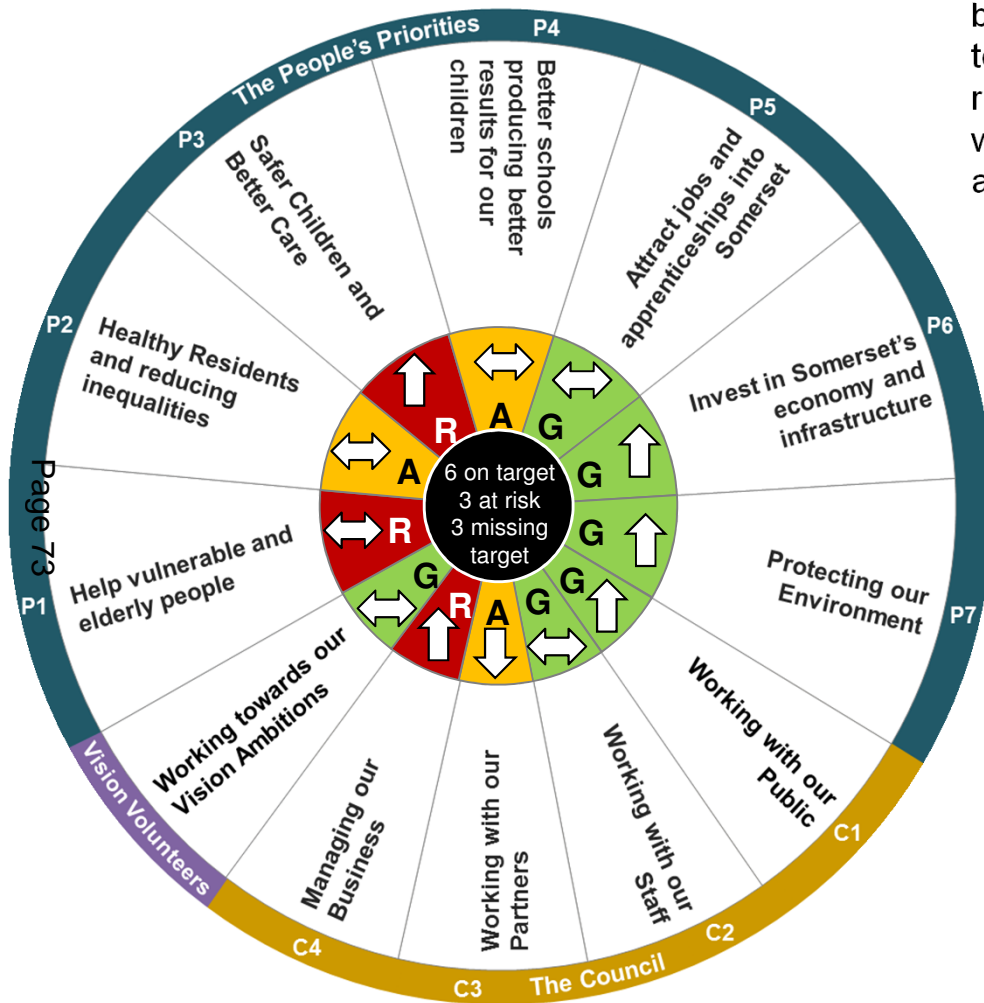 The People's Priorities
P4
Better schools
producing better
results for our
children
P5
Attract jobs and
apprenticeships into
Somerset
P6
Invest in Somerset's
economy and
infrastructure
P7
Protecting our
Environment
C1
Working with our
Public
C2
Working with our
Staff
The Council
C3
Working with our
Partners
C4
Managing our
Business
Vision Volunteers
Working towards our
Vision Ambitions
P1
Help vulnerable and
elderly people
P2
Healthy Residents
and reducing
inequalities
P3
Safer Children and
Better Care
A
G
G
G
G
G
A
R
G
R
A
R
6 on target
3 at risk
3 missing
target
Page 73